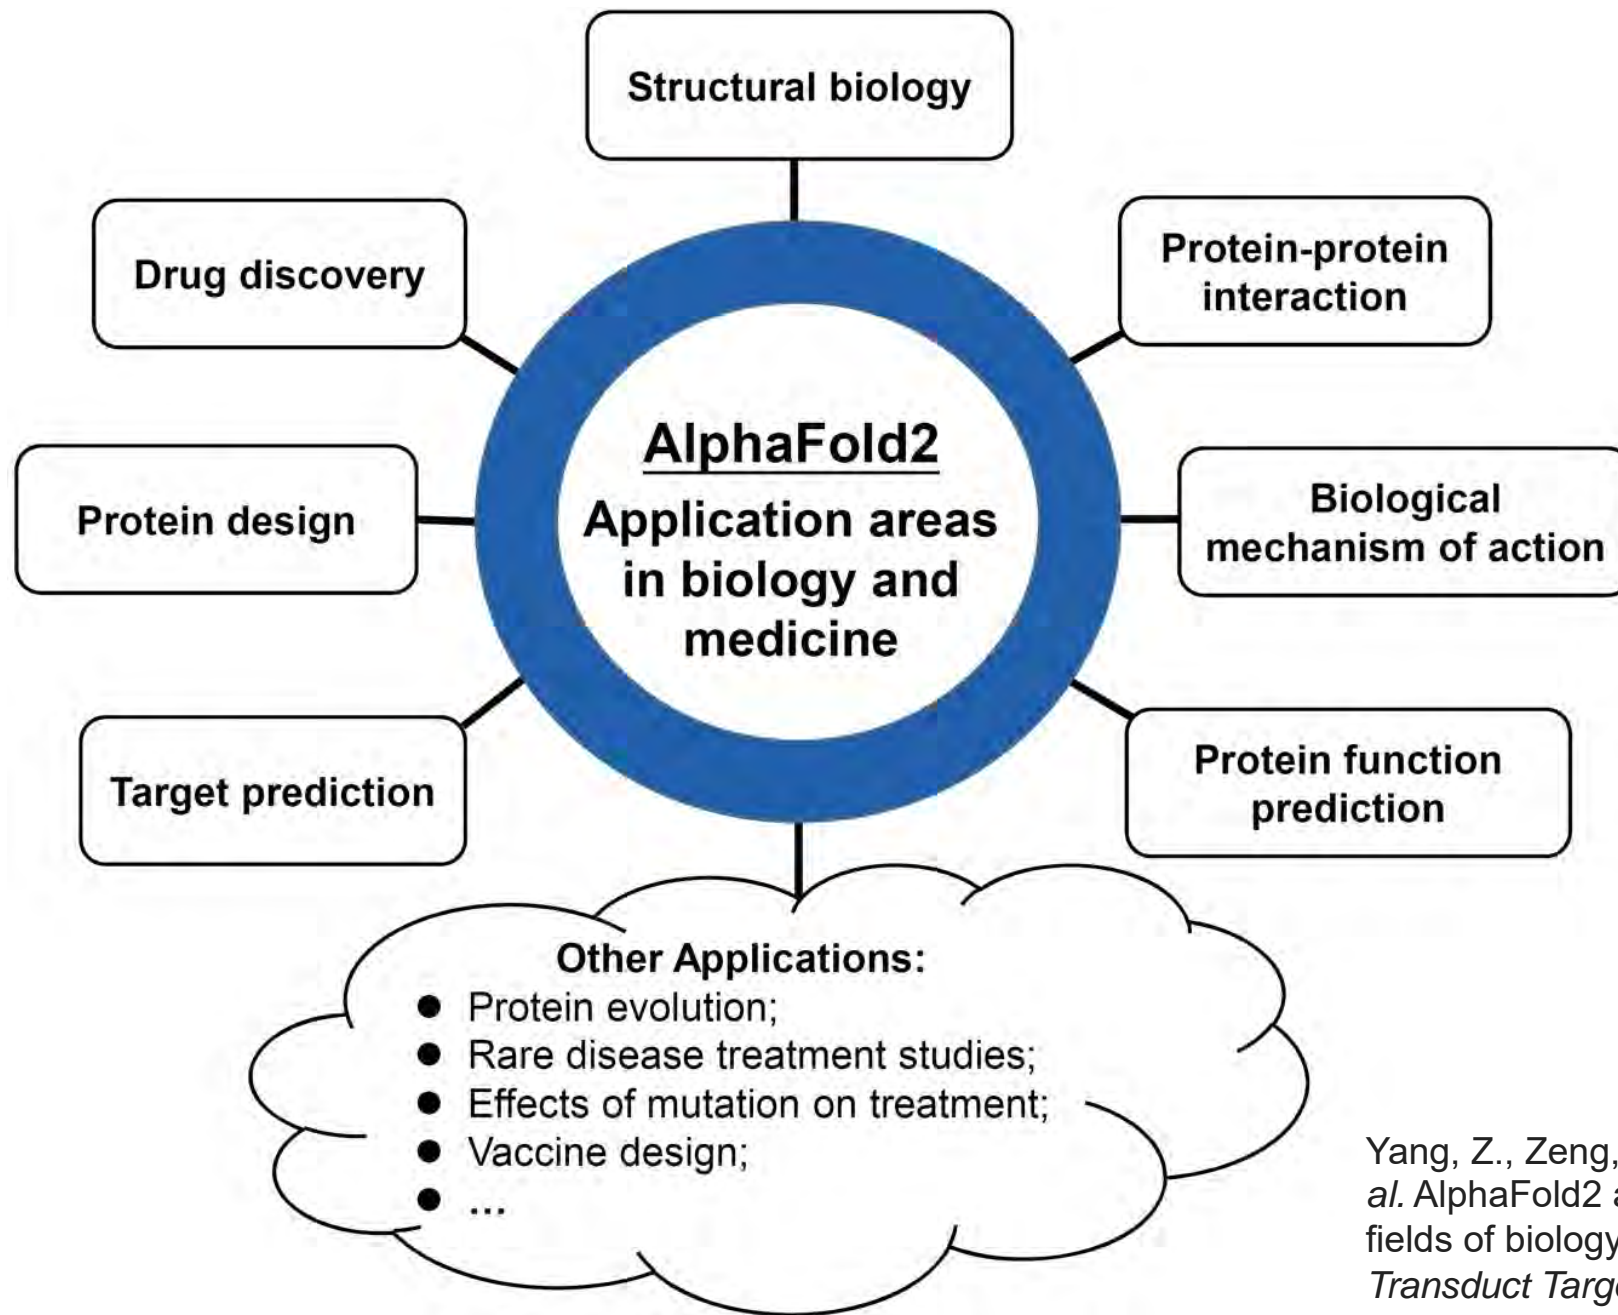 Structural biology
Drug discovery
Protein-protein
interaction
AlphaFold2
Application areas
in biology and
medicine
Protein design
Biological
mechanism of action
Target prediction
Protein function
prediction
Other Applications:
● Protein evolution;
● Rare disease treatment studies;
● Effects of mutation on treatment;
● Vaccine design;
● ...
Yang, Z., Zeng,
al. AlphaFold2
fields of biology
Transduct